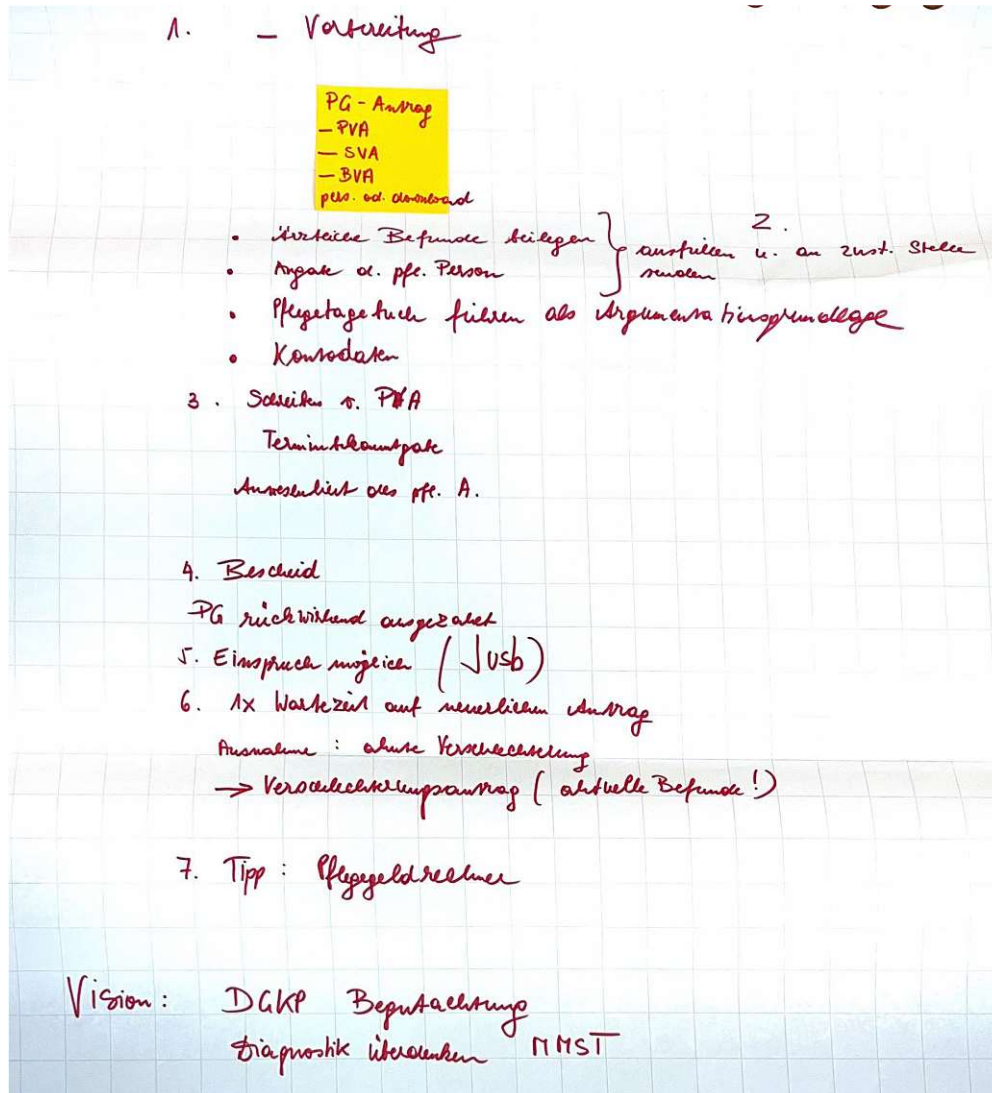 1. – Vorbereitung
PG - Antrag
– PVA
– SVA
– BVA
pers. od. download
• ärztliche Befunde beilegen
• Angabe d. pfl. Person
2.
ausfüllen u. an zust. Stelle
senden
• Pflegetagebuch führen als Argumentationsgrundlage
• Kontodaten
3. Schreiben v. PVA
Terminbekanntgabe
Anwesenheit des pfl. A.
4. Bescheid
PG rückwirkend ausgezahlt
5. Einspruch möglich (Jusb)
6. 1x Wartezeit auf neuerlichen Antrag
Ausnahme : akute Verschlechterung
→ Verschlechterungsantrag (aktuelle Befunde!)
7. Tipp : Pflegegeldrechner
Vision : DGKP Begutachtung
Diagnostik überdenken MMST